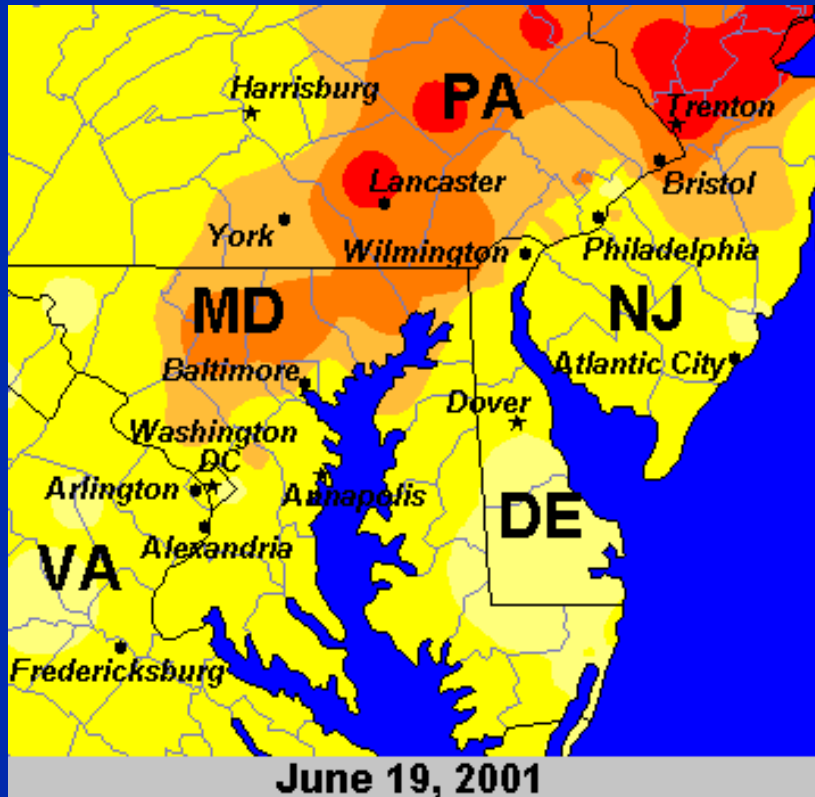 Harrisburg
PA
Trenton
Lancaster
Bristol
York
Wilmington
Philadelphia
MD
NJ
Baltimore
Atlantic City
Dover
Washington
DC
Arlington
Annapolis
DE
Alexandria
VA
Fredericksburg
June 19, 2001